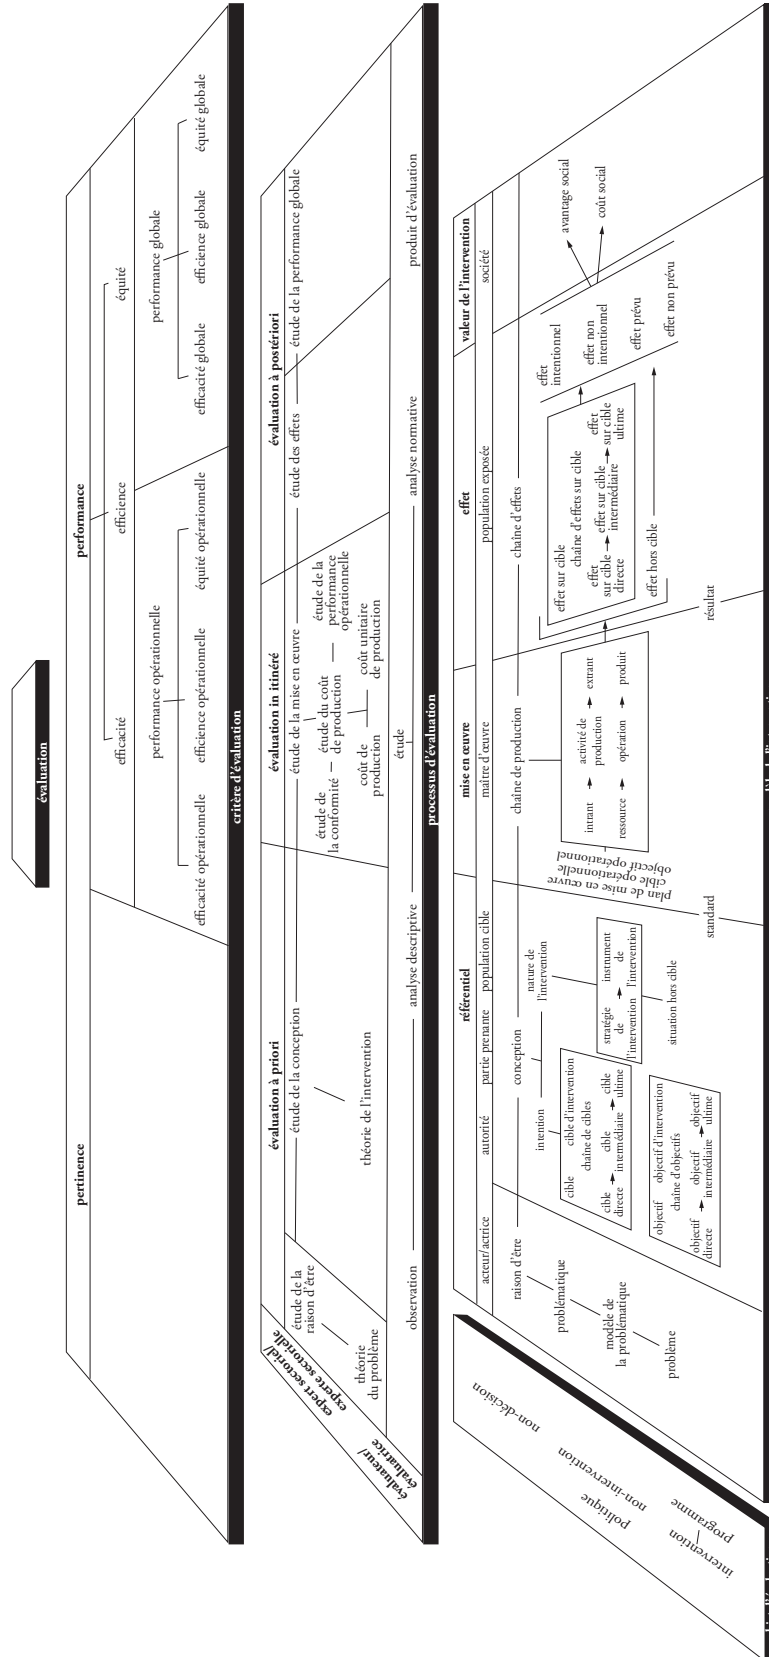 évaluation
pertinence
performance
efficacité
efficience
équité
performance opérationnelle
performance globale
efficacité opérationnelle
efficience opérationnelle
équité opérationnelle
efficacité globale
efficience globale
équité globale
critère d'évaluation
expert sectoriel/
experte sectorielle
évaluateur/
évaluatrice
évaluation à priori
évaluation in itinéré
évaluation à postériori
étude de la
raison d'être
étude de la conception
étude de la mise en œuvre
étude des effets
étude de la performance globale
théorie
du problème
théorie de l'intervention
étude de
la conformité
étude du coût
de production
étude de la
performance
opérationnelle
coût de
production
coût unitaire
de production
étude
observation
analyse descriptive
analyse normative
produit d'évaluation
processus d'évaluation
référentiel
mise en œuvre
effet
valeur de l'intervention
acteur/actrice
autorité
partie prenante
population cible
maître d'œuvre
population exposée
société
raison d'être
conception
chaîne de production
chaîne d'effets
problématique
modèle de
la problématique
problème
intention
nature de
l'intervention
cible
cible d'intervention
chaîne de cibles
cible
directe
cible
intermédiaire
cible
ultime
objectif
objectif d'intervention
chaîne d'objectifs
objectif
directe
objectif
intermédiaire
objectif
ultime
stratégie
de
l'intervention
instrument
de
l'intervention
situation hors cible
standard
plan de mise en œuvre
cible opérationnelle
objectif opérationnel
intrant
activité de
production
extrant
ressource
opération
produit
résultat
effet sur cible
chaîne d'effets sur cible
effet
sur cible
directe
effet sur cible
intermédiaire
effet
sur cible
ultime
effet hors cible
effet
intentionnel
effet non
intentionnel
effet prévu
effet non prévu
avantage social
coût social
non-décision
non-intervention
politique
programme
intervention